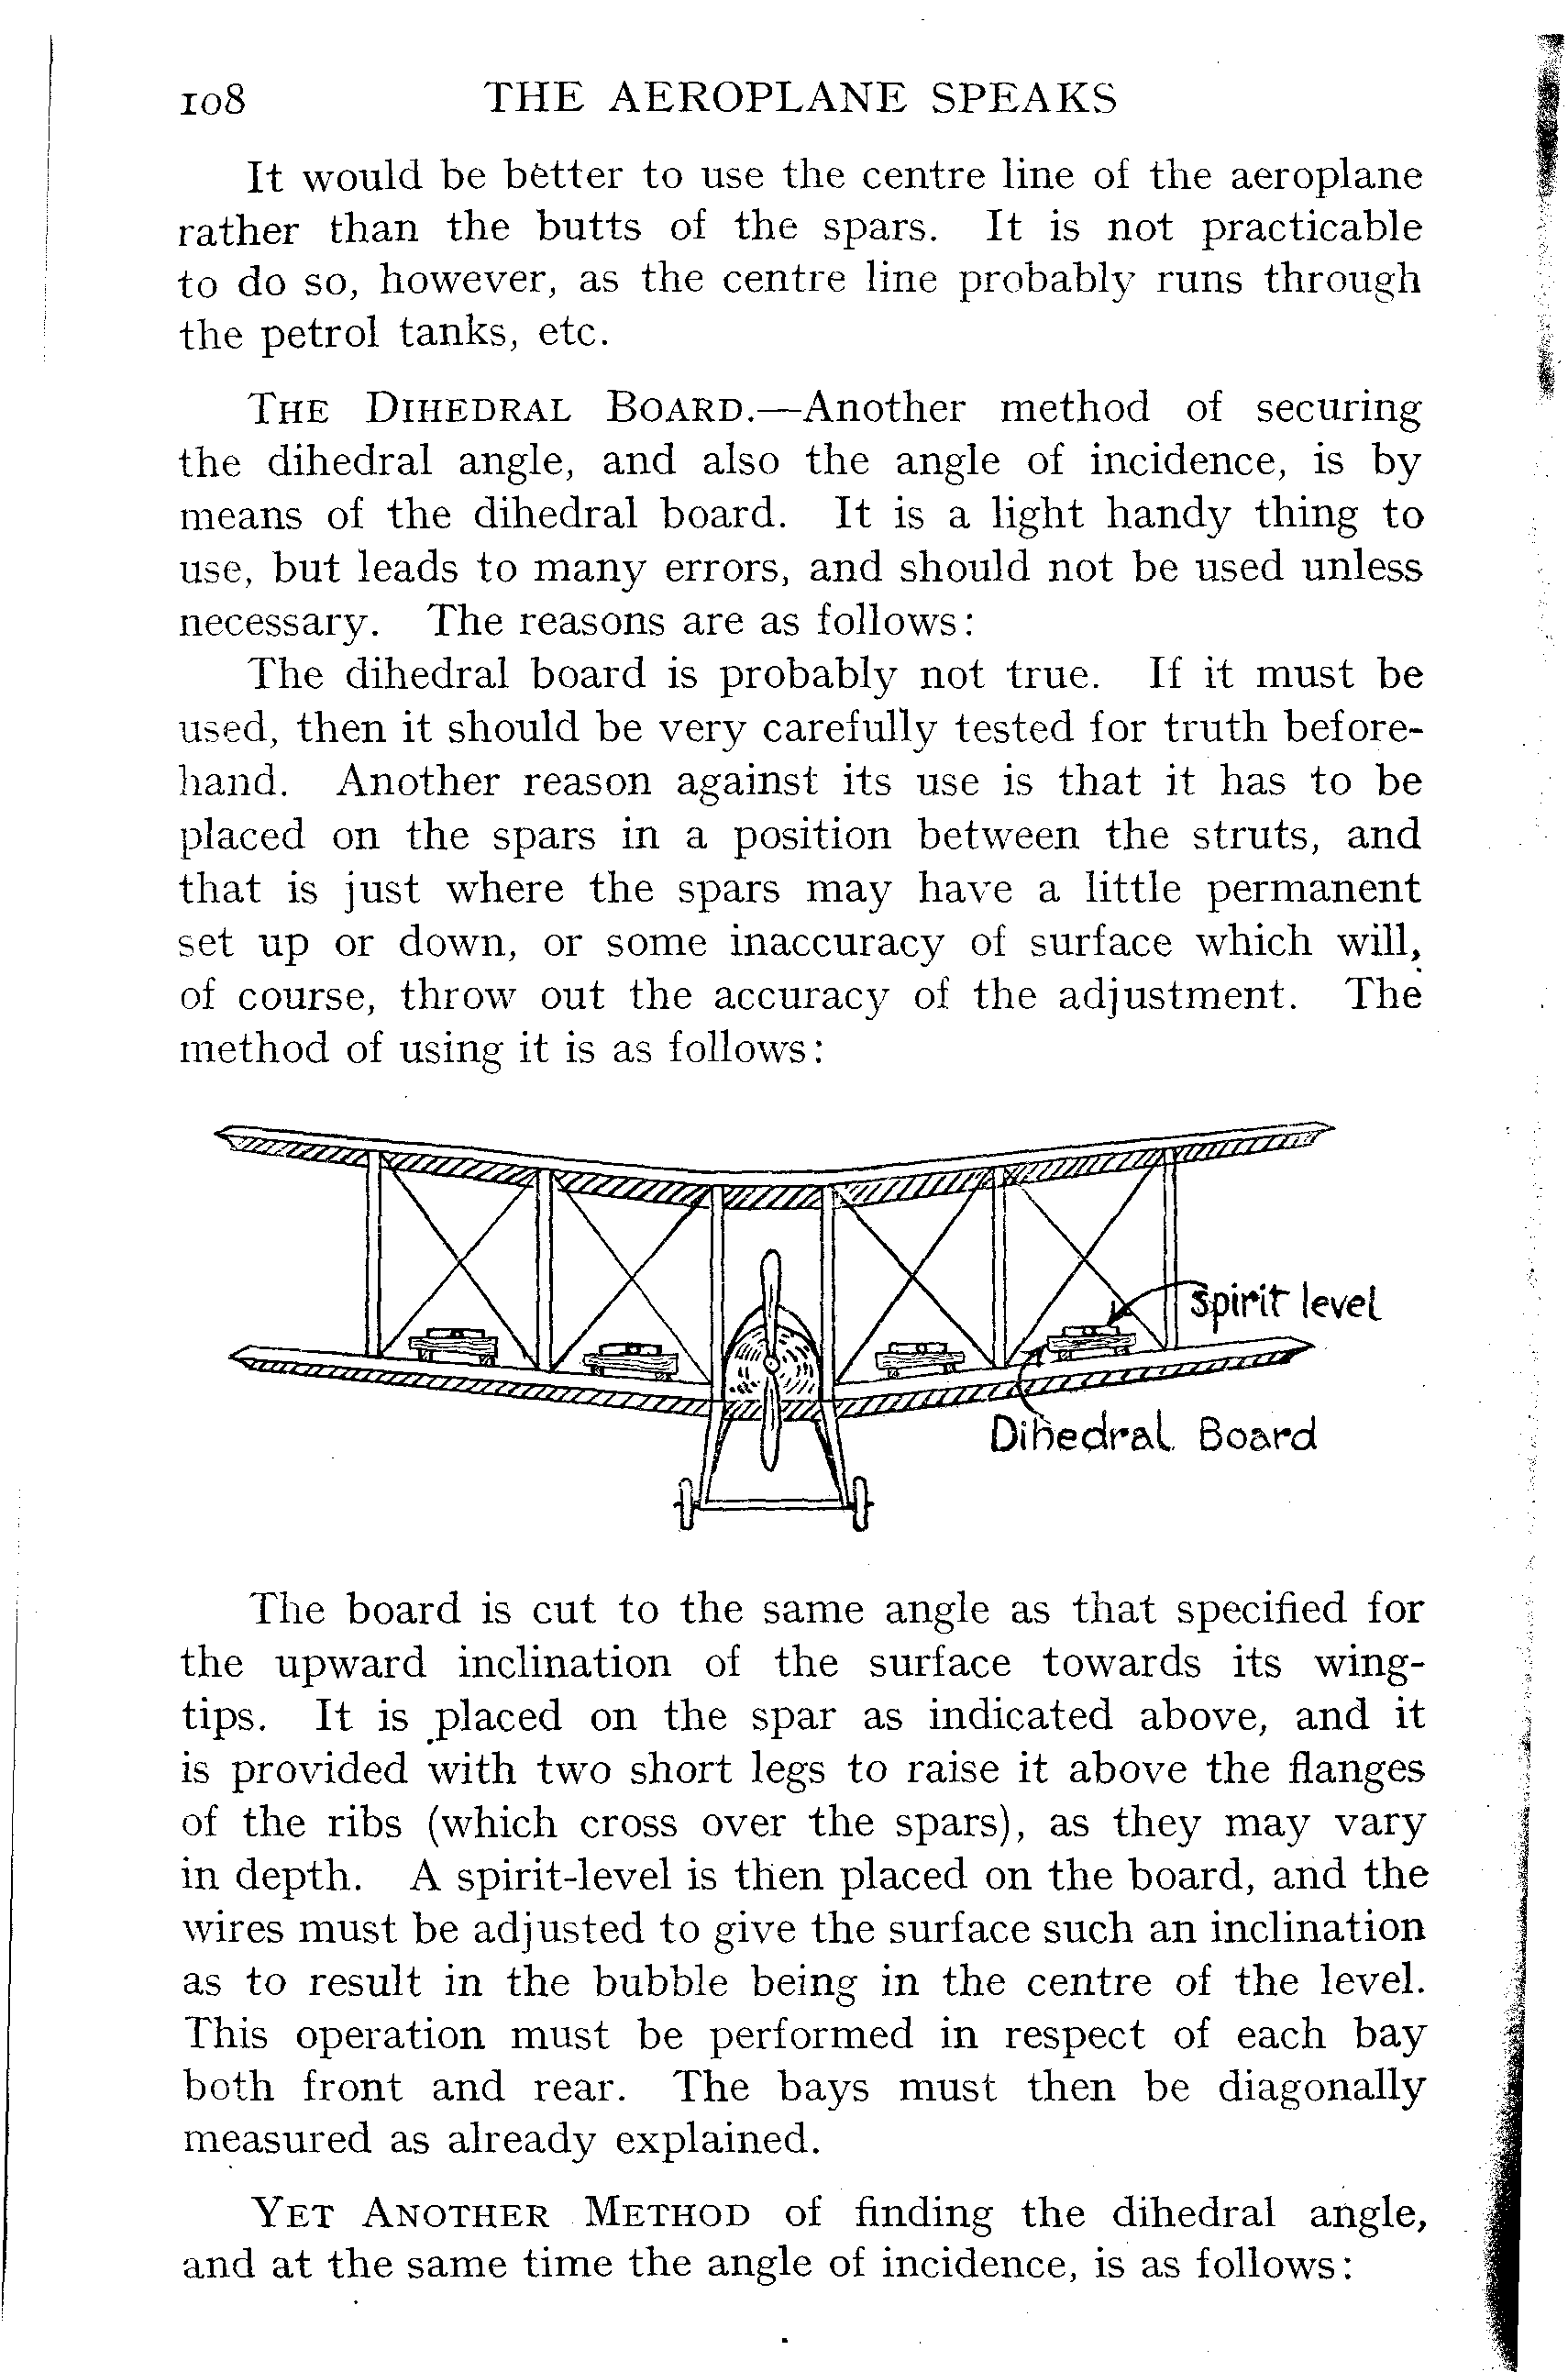 108 THE AEROPLANE SPEAKS
It would be better to use the centre line of the aeroplane
rather than the butts of the spars. It is not practicable
to do so, however, as the centre line probably runs through
the petrol tanks, etc.
THE DIHEDRAL BOARD.—Another method of securing
the dihedral angle, and also the angle of incidence, is by
means of the dihedral board. It is a light handy thing to
use, but leads to many errors, and should not be used unless
necessary. The reasons are as follows:
The dihedral board is probably not true. If it must be
used, then it should be very carefully tested for truth before-
hand. Another reason against its use is that it has to be
placed on the spars in a position between the struts, and
that is just where the spars may have a little permanent
set up or down, or some inaccuracy of surface which will,
of course, throw out the accuracy of the adjustment. The
method of using it is as follows:
Spirit level
Dihedral Board
The board is cut to the same angle as that specified for
the upward inclination of the surface towards its wing-
tips. It is placed on the spar as indicated above, and it
is provided with two short legs to raise it above the flanges
of the ribs (which cross over the spars), as they may vary
in depth. A spirit-level is then placed on the board, and the
wires must be adjusted to give the surface such an inclination
as to result in the bubble being in the centre of the level.
This operation must be performed in respect of each bay
both front and rear. The bays must then be diagonally
measured as already explained.
YET ANOTHER METHOD of finding the dihedral angle,
and at the same time the angle of incidence, is as follows: